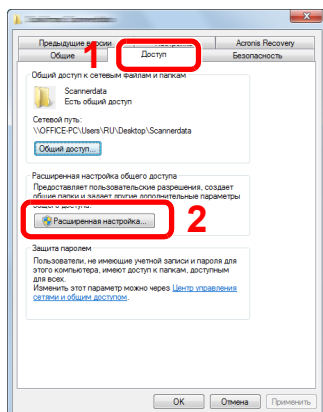 Предыдущие версии
Acronis Recovery
Общие
Доступ
Безопасность
1
Общий доступ к сетевым файлам и папкам
Scannerdata
Есть общий доступ
Сетевой путь:
\\OFFICE-PC\Users\RU\Desktop\Scannerdata
Общий доступ...
Расширенная настройка общего доступа
Предоставляет пользовательские разрешения, создает
общие папки и задает другие дополнительные параметры
общего доступа.
Расширенная настройка...
2
Защита паролем
Пользователи, не имеющие учетной записи и пароля для
этого компьютера, имеют доступ к папкам, доступным
для всех.
Изменить этот параметр можно через Центр управления
сетями и общим доступом.
OK
Отмена
Применить